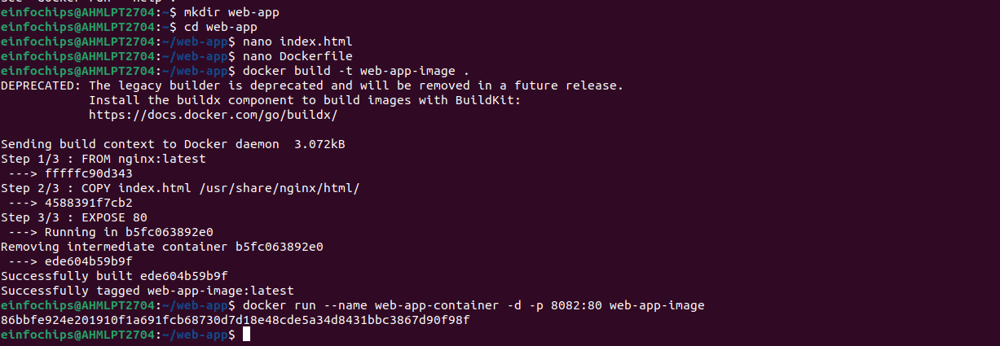 einfochips@AHMLPT2704:~$ mkdir web-app
einfochips@AHMLPT2704:~$ cd web-app
einfochips@AHMLPT2704:~/web-app$ nano index.html
einfochips@AHMLPT2704:~/web-app$ nano Dockerfile
einfochips@AHMLPT2704:~/web-app$ docker build -t web-app-image .
DEPRECATED: The legacy builder is deprecated and will be removed in a future release.
            Install the buildx component to build images with BuildKit:
            https://docs.docker.com/go/buildx/

Sending build context to Docker daemon  3.072kB
Step 1/3 : FROM nginx:latest
 ---> fffffc90d343
Step 2/3 : COPY index.html /usr/share/nginx/html/
 ---> 4588391f7cb2
Step 3/3 : EXPOSE 80
 ---> Running in b5fc063892e0
Removing intermediate container b5fc063892e0
 ---> ede604b59b9f
Successfully built ede604b59b9f
Successfully tagged web-app-image:latest
einfochips@AHMLPT2704:~/web-app$ docker run --name web-app-container -d -p 8082:80 web-app-image
86bbfe924e201910f1a691fcb68730d7d18e48cde5a34d8431bbc3867d90f98f
einfochips@AHMLPT2704:~/web-app$